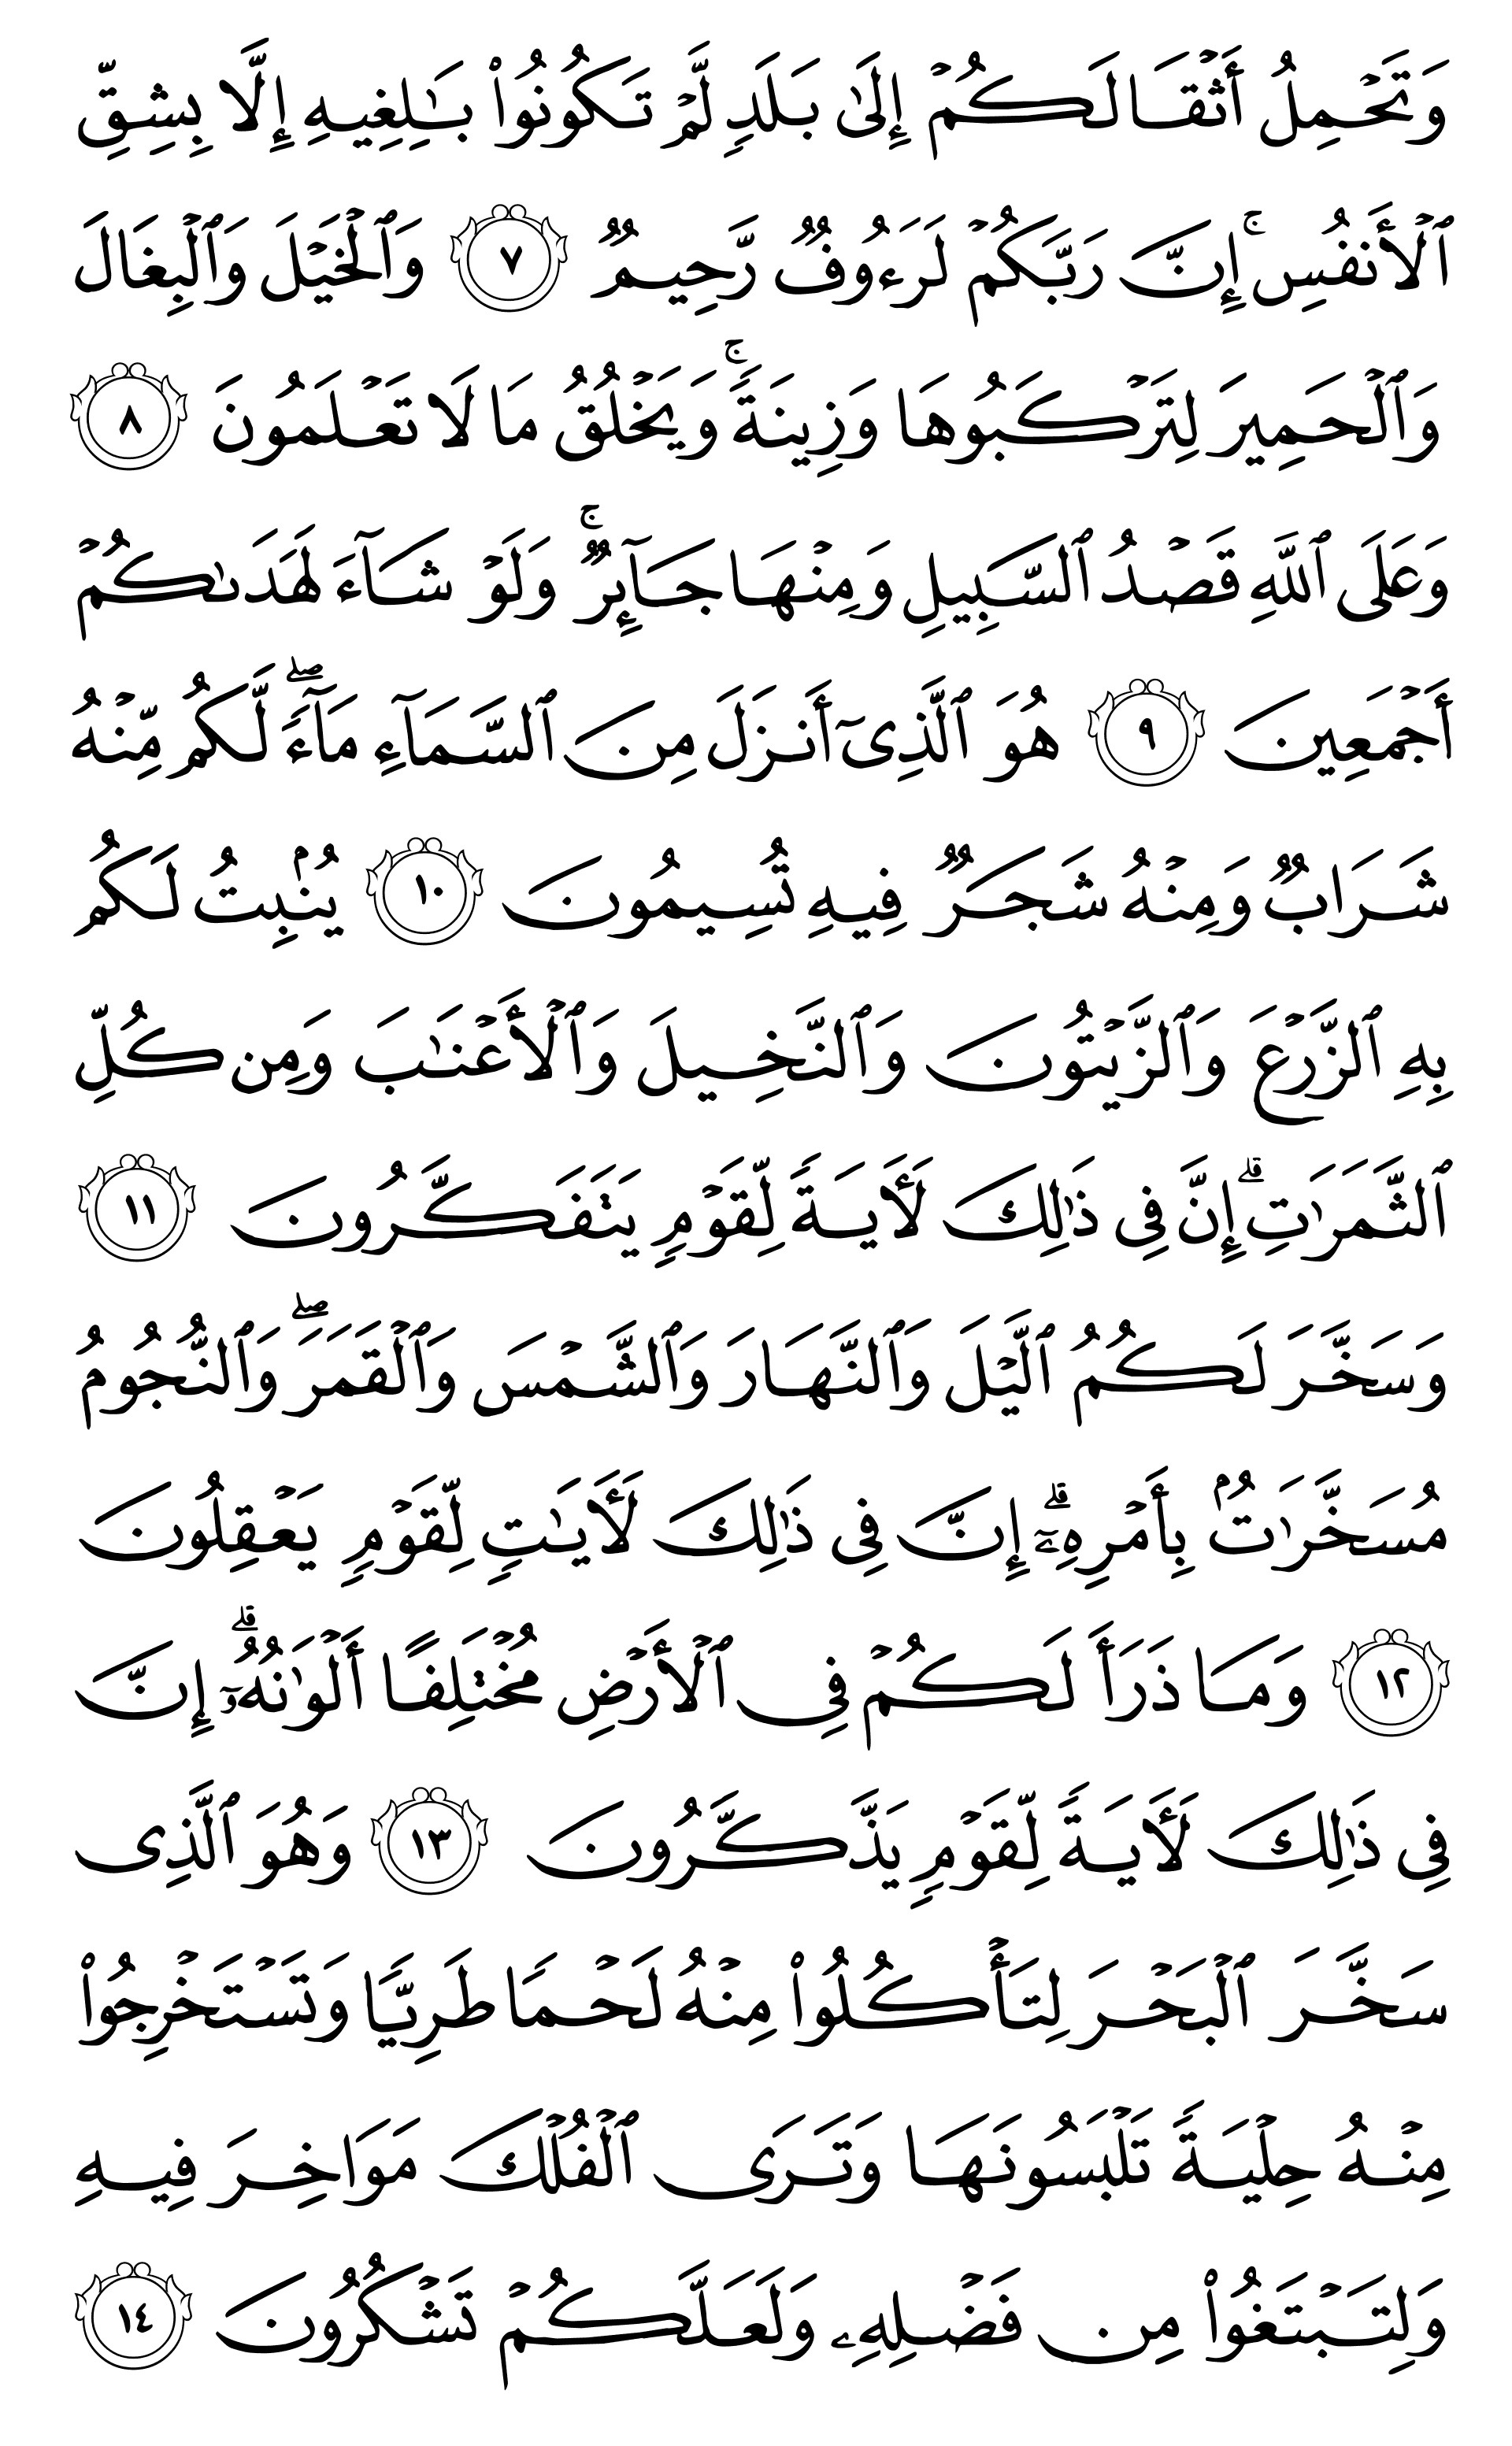 وَتَحۡمِلُ أَثۡقَالَكُمۡ إِلَىٰ بَلَدٖ لَّمۡ تَكُونُواْ بَٰلِغِيهِ إِلَّا بِشِقِّ
ٱلۡأَنفُسِۚ إِنَّ رَبَّكُمۡ لَرَءُوفٞ رَّحِيمٞ ٧ وَٱلۡخَيۡلَ وَٱلۡبِغَالَ
وَٱلۡحَمِيرَ لِتَرۡكَبُوهَا وَزِينَةٗۚ وَيَخۡلُقُ مَا لَا تَعۡلَمُونَ ٨
وَعَلَى ٱللَّهِ قَصۡدُ ٱلسَّبِيلِ وَمِنۡهَا جَآئِرٞۚ وَلَوۡ شَآءَ لَهَدَىٰكُمۡ
أَجۡمَعِينَ ٩ هُوَ ٱلَّذِيٓ أَنزَلَ مِنَ ٱلسَّمَآءِ مَآءٗۖ لَّكُم مِّنۡهُ
شَرَابٞ وَمِنۡهُ شَجَرٞ فِيهِ تُسِيمُونَ ١٠ يُنۢبِتُ لَكُم
بِهِ ٱلزَّرۡعَ وَٱلزَّيۡتُونَ وَٱلنَّخِيلَ وَٱلۡأَعۡنَٰبَ وَمِن كُلِّ
ٱلثَّمَرَٰتِۚ إِنَّ فِي ذَٰلِكَ لَأٓيَةٗ لِّقَوۡمٖ يَتَفَكَّرُونَ ١١
وَسَخَّرَ لَكُمُ ٱلَّيۡلَ وَٱلنَّهَارَ وَٱلشَّمۡسَ وَٱلۡقَمَرَۖ وَٱلنُّجُومُ
مُسَخَّرَٰتُۢ بِأَمۡرِهِۦٓۗ إِنَّ فِي ذَٰلِكَ لَأٓيَٰتٖ لِّقَوۡمٖ يَعۡقِلُونَ
١٢ وَمَا ذَرَأَ لَكُمۡ فِي ٱلۡأَرۡضِ مُخۡتَلِفًا أَلۡوَٰنُهُۥٓۗ إِنَّ
فِي ذَٰلِكَ لَأٓيَةٗ لِّقَوۡمٖ يَذَّكَّرُونَ ١٣ وَهُوَ ٱلَّذِي
سَخَّرَ ٱلۡبَحۡرَ لِتَأۡكُلُواْ مِنۡهُ لَحۡمٗا طَرِيّٗا وَتَسۡتَخۡرِجُواْ
مِنۡهُ حِلۡيَةٗ تَلۡبَسُونَهَا وَتَرَى ٱلۡفُلۡكَ مَوَاخِرَ فِيهِ
وَلِتَبۡتَغُواْ مِن فَضۡلِهِۦ وَلَعَلَّكُمۡ تَشۡكُرُونَ ١٤